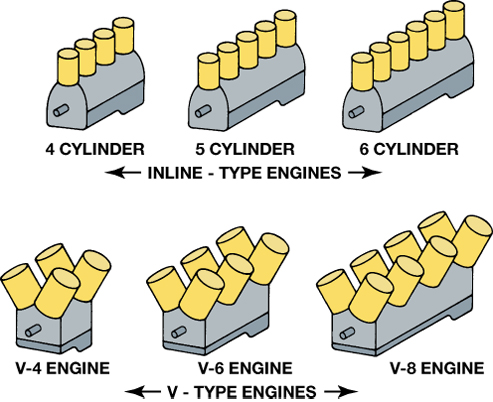 4 CYLINDER 5 CYLINDER 6 CYLINDER
INLINE - TYPE ENGINES
V-4 ENGINE V-6 ENGINE V-8 ENGINE
V - TYPE ENGINES